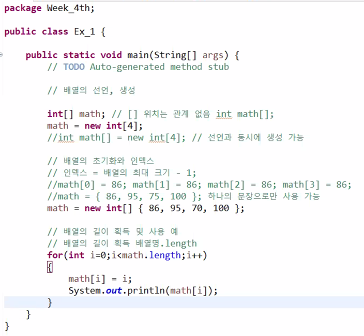 package Week_4th;
public class Ex_1 {
public static void main(String[] args) {
// TODO Auto-generated method stub
// 배열의 선언, 생성
int[] math; // [] 위치는 관계 없음 int math[];
math = new int[4];
//int math[] = new int[4]; // 선언과 동시에 생성 가능
// 배열의 초기화와 인덱스
// 인덱스 = 배열의 최대 크기 - 1;
//math[0] = 86; math[1] = 86; math[2] = 86; math[3] = 86;
//math = { 86, 95, 75, 100 }; 하나의 문장으로만 사용 가능
math = new int[] { 86, 95, 70, 100 };
// 배열의 길이 획득 및 사용 예
// 배열의 길이 획득 배열명.length
for(int i=0;i<math.length;i++)
{
math[i] = i;
System.out.println(math[i]);
}
}
}